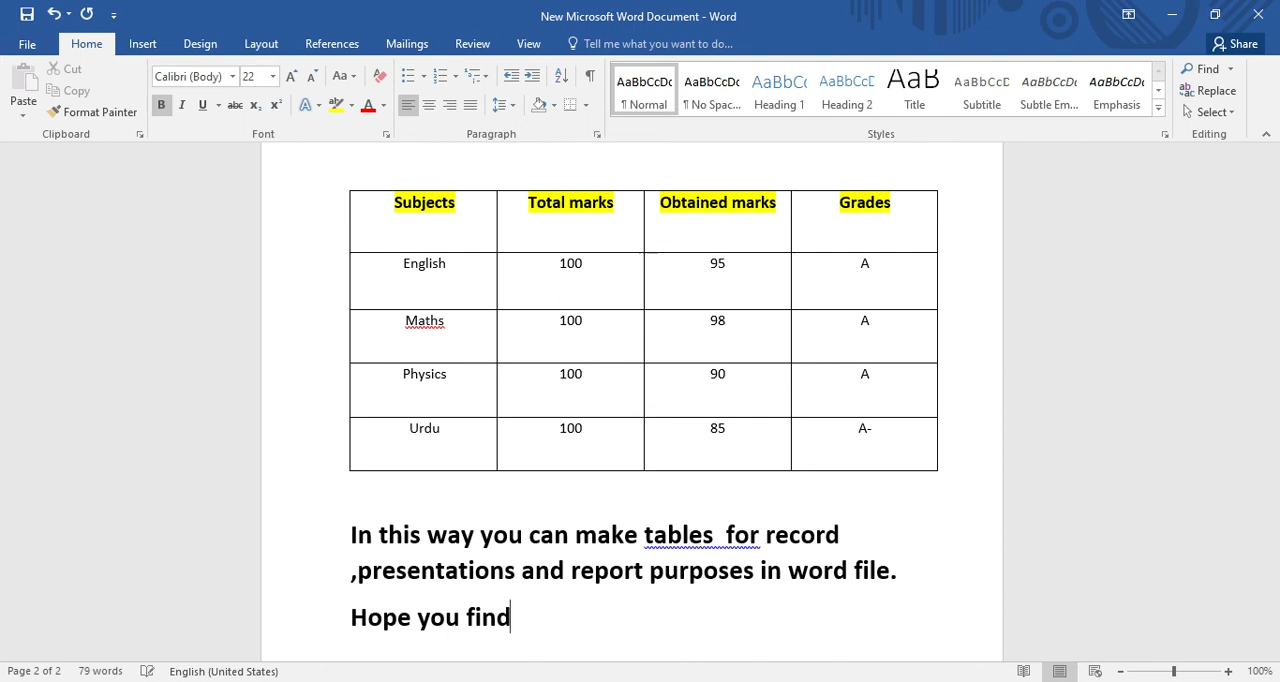 New Microsoft Word Document - Word
File Home Insert Design Layout References Mailings Review View Tell me what you want to do... Share
Paste Cut Copy Format Painter
Clipboard
Calibri (Body) 22
Font
Paragraph
AaBbCcDc AaBbCcDc AaBbCc AaBbCcE AaB AaBbCcD AaBbCcDc AaBbCcDc
¶ Normal ¶ No Spac... Heading 1 Heading 2 Title Subtitle Subtle Em... Emphasis
Styles
Find
Replace
Select
Editing
Subjects Total marks Obtained marks Grades
English 100 95 A
Maths 100 98 A
Physics 100 90 A
Urdu 100 85 A-
In this way you can make tables  for record
,presentations and report purposes in word file.
Hope you find
Page 2 of 2 79 words English (United States) 100%